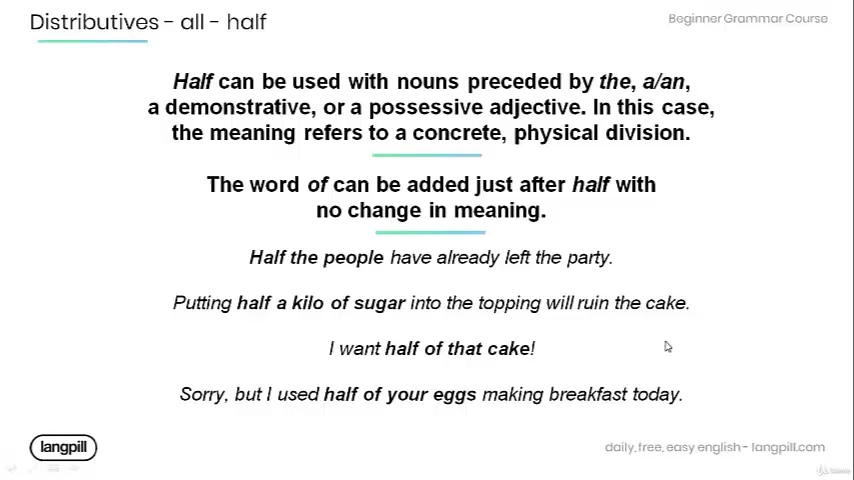 Distributives - all - half
Beginner Grammar Course
Half can be used with nouns preceded by the, a/an,
a demonstrative, or a possessive adjective. In this case,
the meaning refers to a concrete, physical division.
The word of can be added just after half with
no change in meaning.
Half the people have already left the party.
Putting half a kilo of sugar into the topping will ruin the cake.
I want half of that cake!
Sorry, but I used half of your eggs making breakfast today.
langpill
daily, free, easy english - langpill.com
Udemy